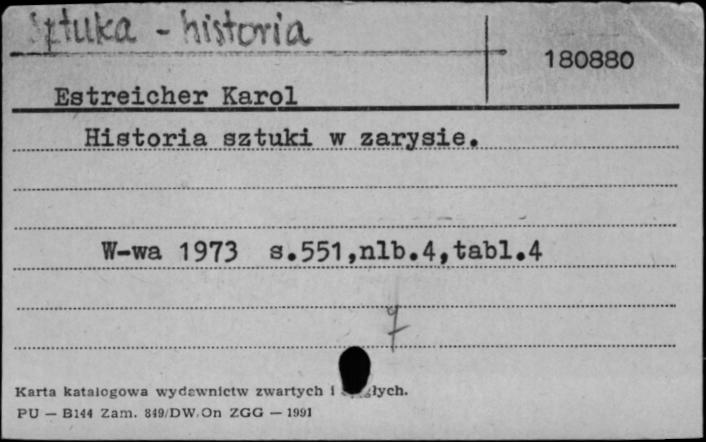 Sztuka - historia
180880
Estreicher Karol
Historia sztuki w zarysie.
W-wa 1973 s.551,nlb.4,tabl.4
Karta katalogowa wydawnictw zwartych i
PU — B144 Zam. 849/DW.On ZGG — 1991